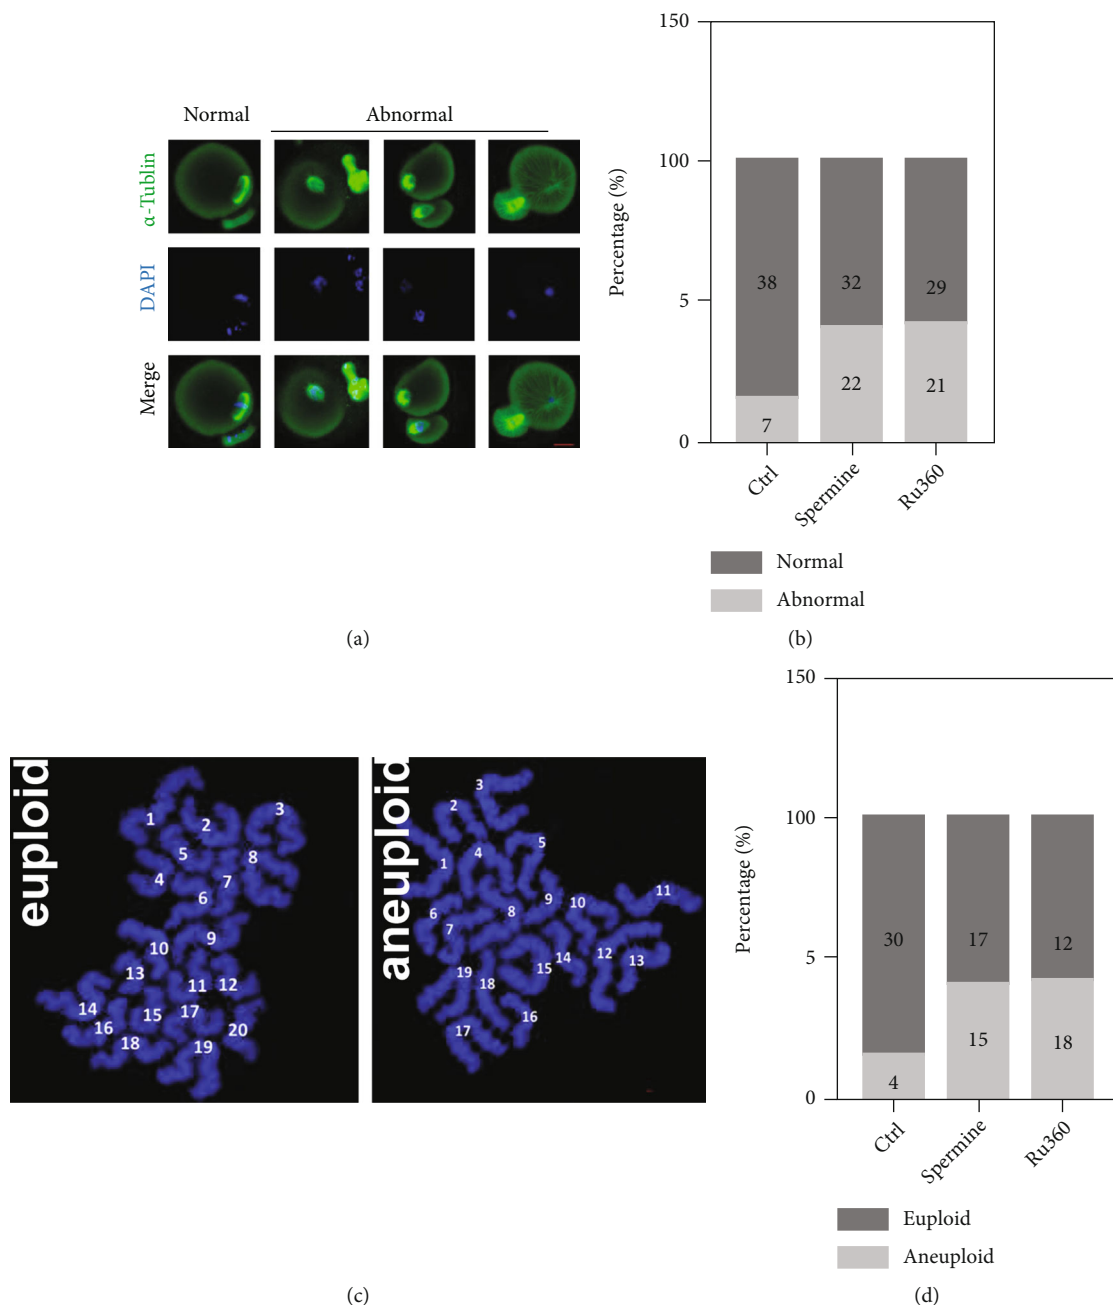 Normal Abnormal
α-Tublin
DAPI
Merge
(a)
150
100
5
0
Percentage (%)
38 32 29
7 22 21
Ctrl Spermine Ru360
Normal
Abnormal
(b)
euploid
1 2 3
5 8
4 7
6
10 9
13 11 12
14 15 17
16 20
18 19
aneuploid
3
2
5
4
1
11
9 10
6 8
7
14 12 13
19 15
18
16
17
(c)
150
100
5
0
Percentage (%)
30 17 12
4 15 18
Ctrl Spermine Ru360
Euploid
Aneuploid
(d)